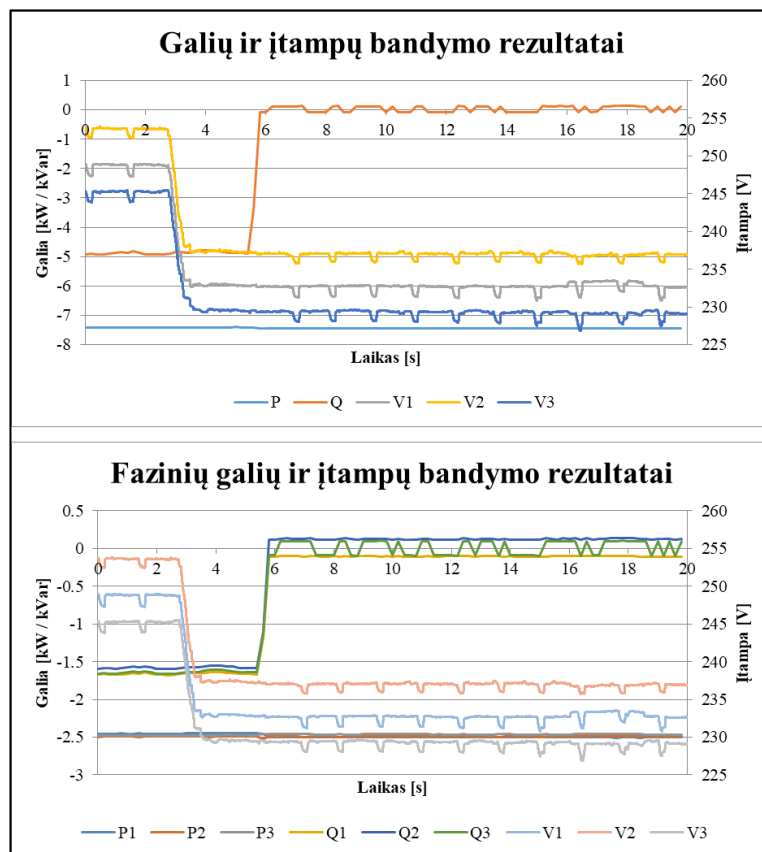 Galių ir įtampų bandymo rezultatai
1
0
-1
-2
-3
-4
-5
-6
-7
-8
Galia [kW / kVar]
0 2 4 6 8 10 12 14 16 18 20
260
255
250
245
240
235
230
225
Įtampa [V]
Laikas [s]
P Q V1 V2 V3
Fazinių galių ir įtampų bandymo rezultatai
0.5
0
-0.5
-1
-1.5
-2
-2.5
-3
Galia [kW / kVar]
0 2 4 6 8 10 12 14 16 18 20
260
255
250
245
240
235
230
225
Įtampa [V]
Laikas [s]
P1 P2 P3 Q1 Q2 Q3 V1 V2 V3